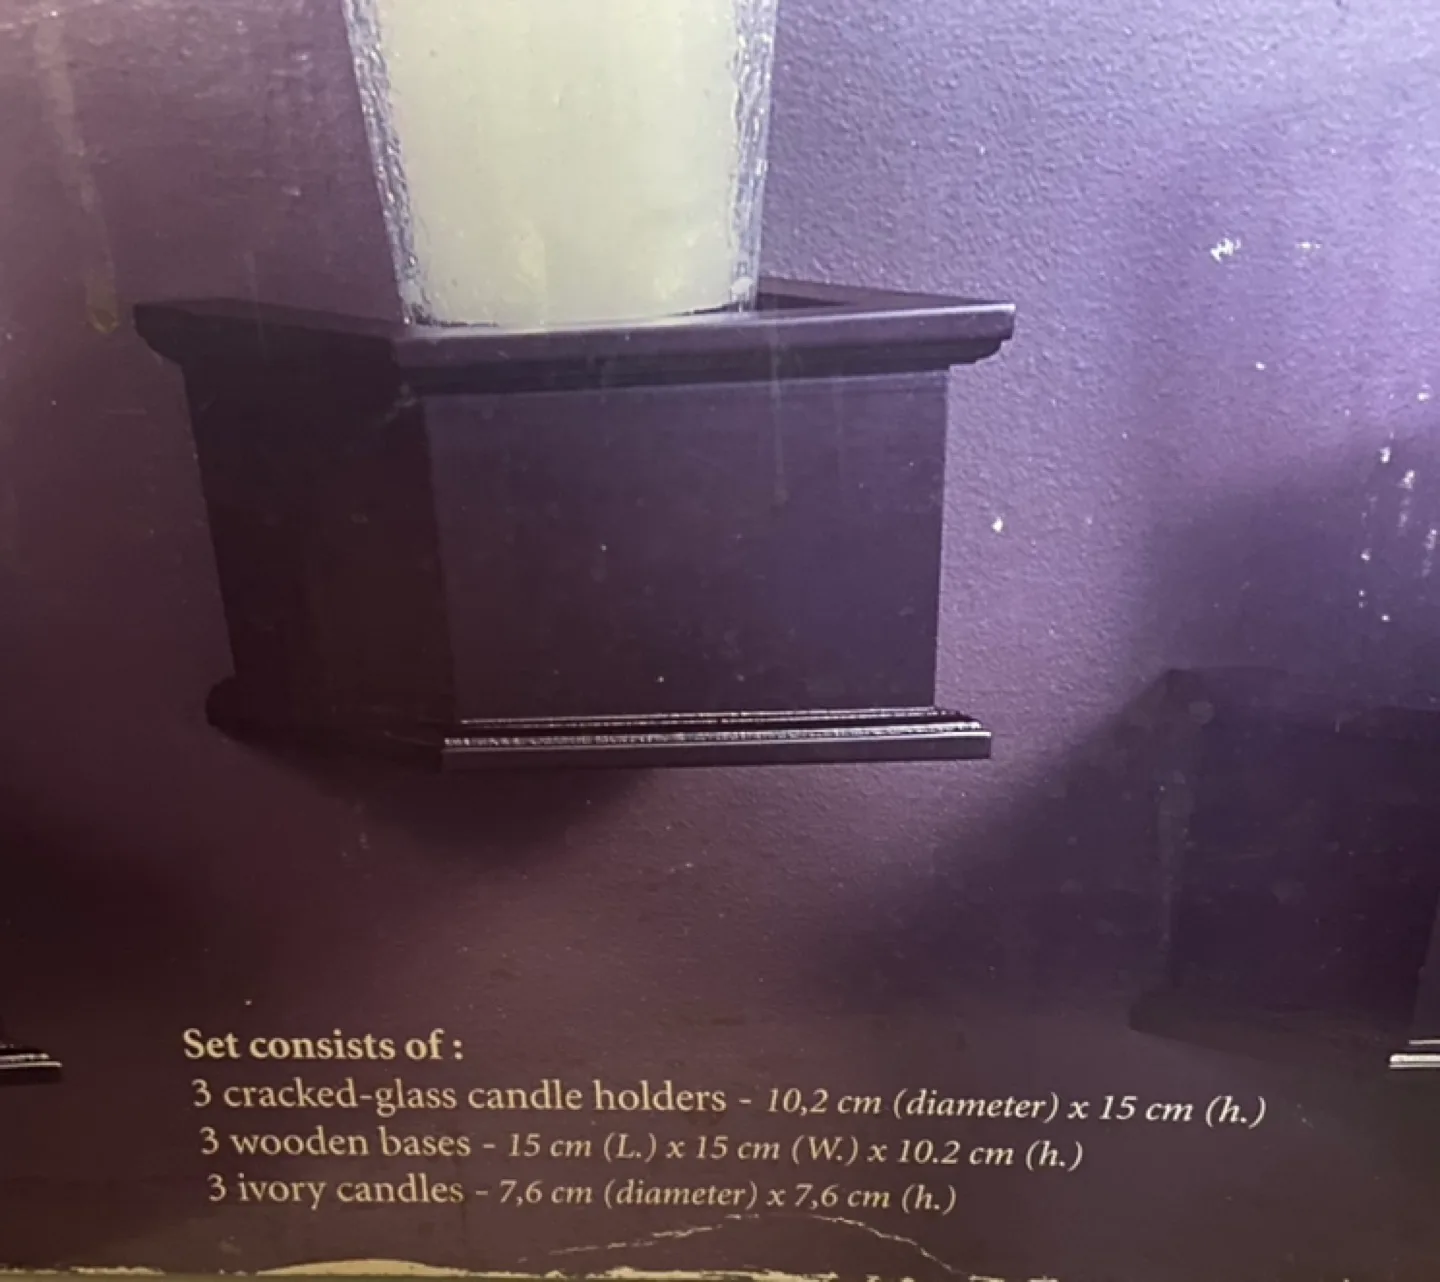 Set consists of :
3 cracked-glass candle holders - 10,2 cm (diameter) x 15 cm (h.)
3 wooden bases - 15 cm (L.) x 15 cm (W.) x 10.2 cm (h.)
3 ivory candles - 7,6 cm (diameter) x 7,6 cm (h.)